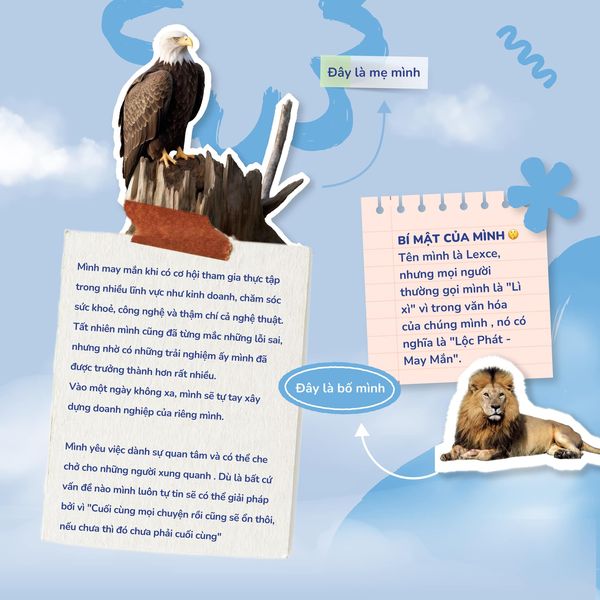 Đây là mẹ mình
BÍ MẬT CỦA MÌNH
Tên mình là Lexce,
nhưng mọi người
thường gọi mình là "Lì
xì" vì trong văn hóa
của chúng mình , nó có
nghĩa là "Lộc Phát -
May Mắn".
Mình may mắn khi có cơ hội tham gia thực tập
trong nhiều lĩnh vực như kinh doanh, chăm sóc
sức khoẻ, công nghệ và thậm chí cả nghệ thuật.
Tất nhiên mình cũng đã từng mắc những lỗi sai,
nhưng nhờ có những trải nghiệm ấy mình đã
được trưởng thành hơn rất nhiều.
Vào một ngày không xa, mình sẽ tự tay xây
dựng doanh nghiệp của riêng mình.
Mình yêu việc dành sự quan tâm và có thể che
chở cho những người xung quanh . Dù là bất cứ
vấn đề nào mình luôn tự tin sẽ có thể giải pháp
bởi vì "Cuối cùng mọi chuyện rồi cũng sẽ ổn thôi,
nếu chưa thì đó chưa phải cuối cùng"
Đây là bố mình